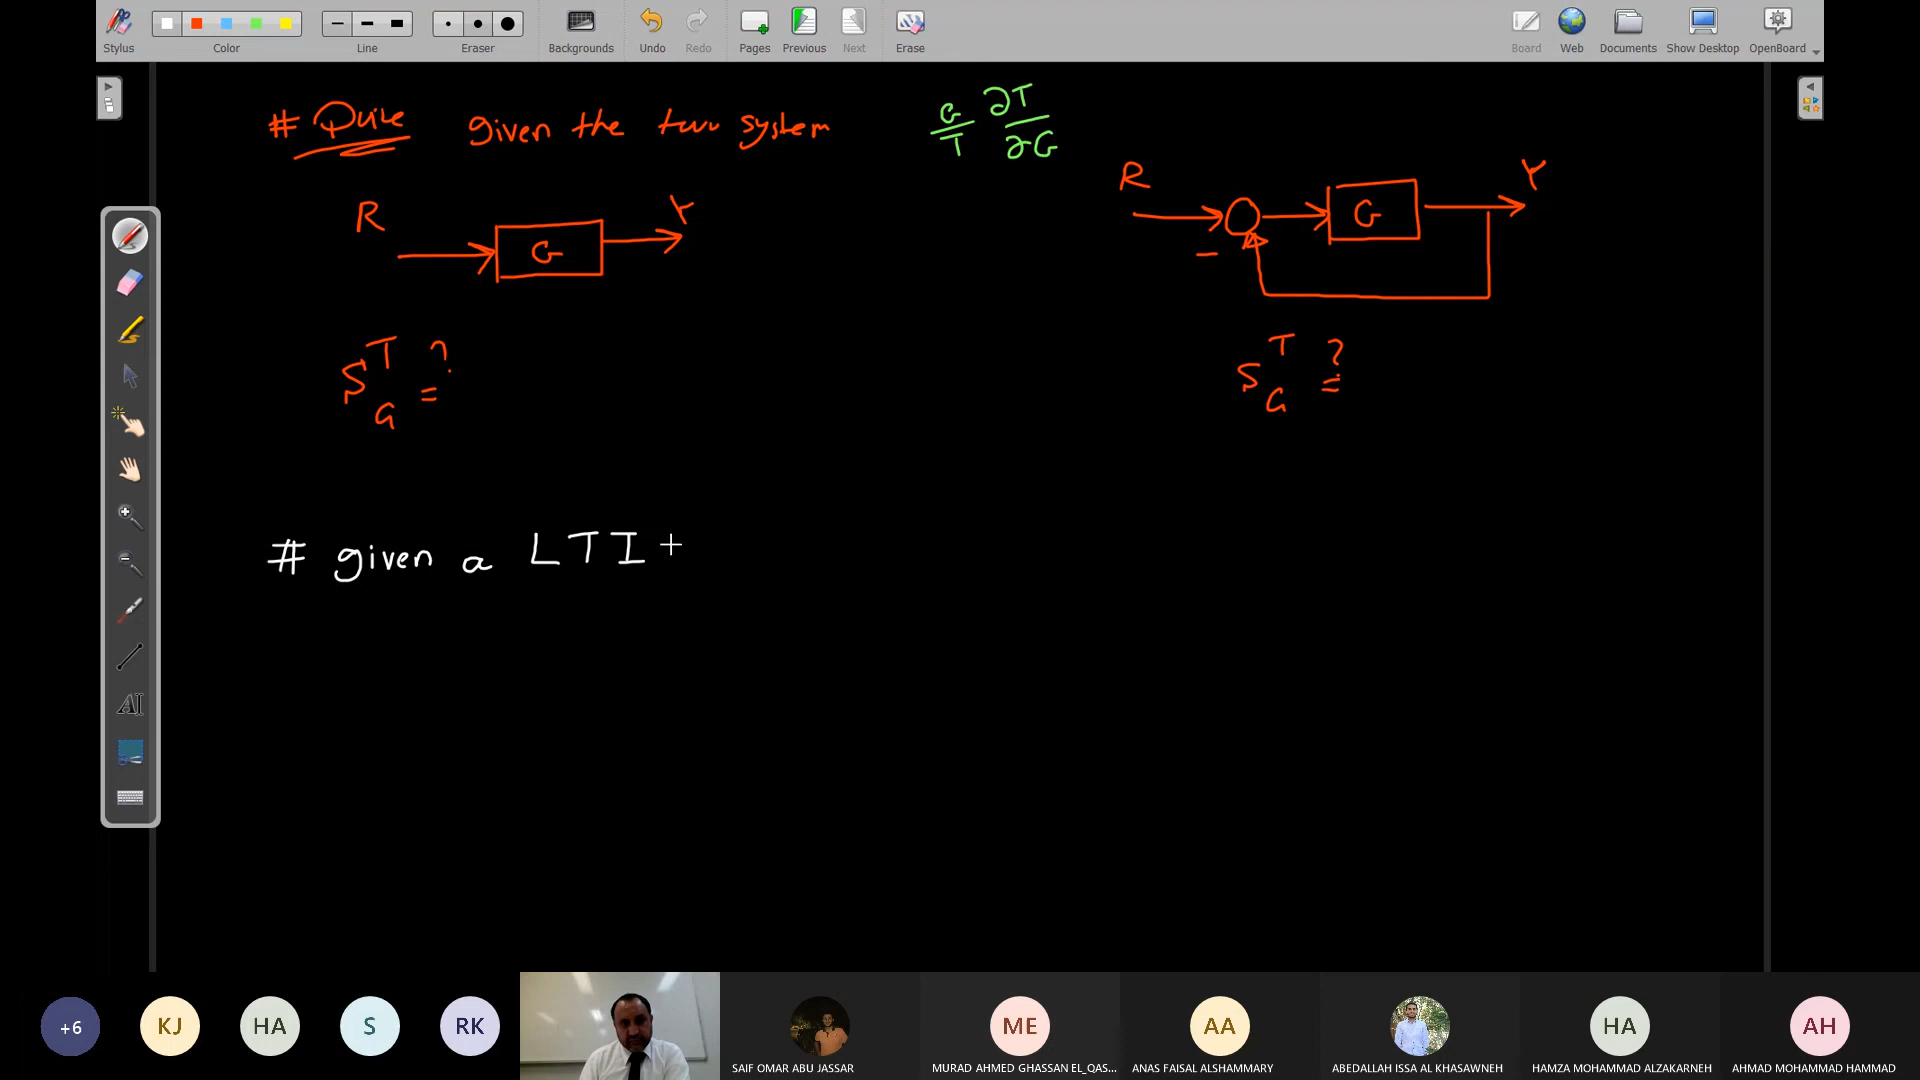 Stylus Color Line Eraser Backgrounds Undo Redo Pages Previous Next Erase Board Web Documents Show Desktop OpenBoard
# Quize given the two system
G/T ∂T/∂G
R G Y
R G Y
−
S T G = ?
S T G = ?
# given a LTI
AI
+6 KJ HA S RK ME AA HA AH
SAIF OMAR ABU JASSAR
MURAD AHMED GHASSAN EL_QAS...
ANAS FAISAL ALSHAMMARY
ABEDALLAH ISSA AL KHASAWNEH
HAMZA MOHAMMAD ALZAKARNEH
AHMAD MOHAMMAD HAMMAD